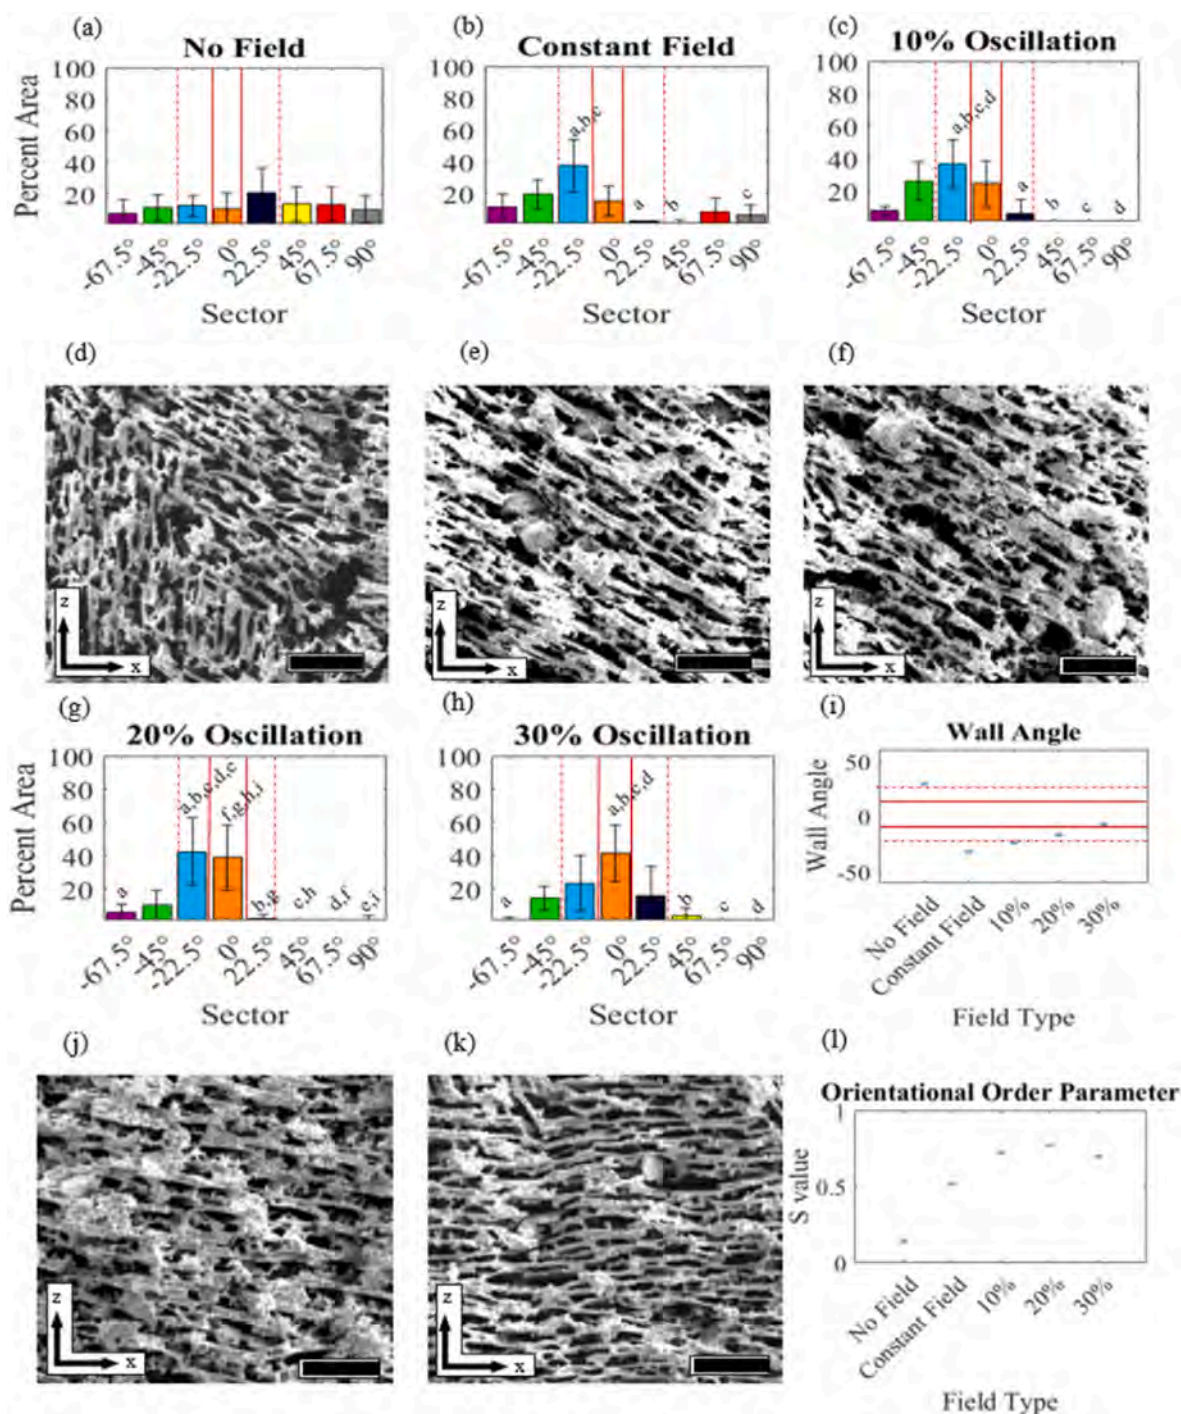 (a)
No Field
Percent Area
100
80
60
40
20
-67.5°
-45°
-22.5°
0°
22.5°
45°
67.5°
90°
Sector
(b)
Constant Field
100
80
60
40
20
a,b,c
a
b
c
-67.5°
-45°
-22.5°
0°
22.5°
45°
67.5°
90°
Sector
(c)
10% Oscillation
100
80
60
40
20
a,b,c,d
a
b
c
d
-67.5°
-45°
-22.5°
0°
22.5°
45°
67.5°
90°
Sector
(d)
z
x
(e)
z
x
(f)
z
x
(g)
20% Oscillation
Percent Area
100
80
60
40
20
a
a,b,c,d,e
f,g,h,i
b,g
c,h
d,f
e,i
-67.5°
-45°
-22.5°
0°
22.5°
45°
67.5°
90°
Sector
(h)
30% Oscillation
100
80
60
40
20
a
a,b,c,d
b
c
d
-67.5°
-45°
-22.5°
0°
22.5°
45°
67.5°
90°
Sector
(i)
Wall Angle
Wall Angle
50
0
-50
No Field
Constant Field
10%
20%
30%
Field Type
(j)
z
x
(k)
z
x
(l)
Orientational Order Parameter
S value
1
0.5
0
No Field
Constant Field
10%
20%
30%
Field Type